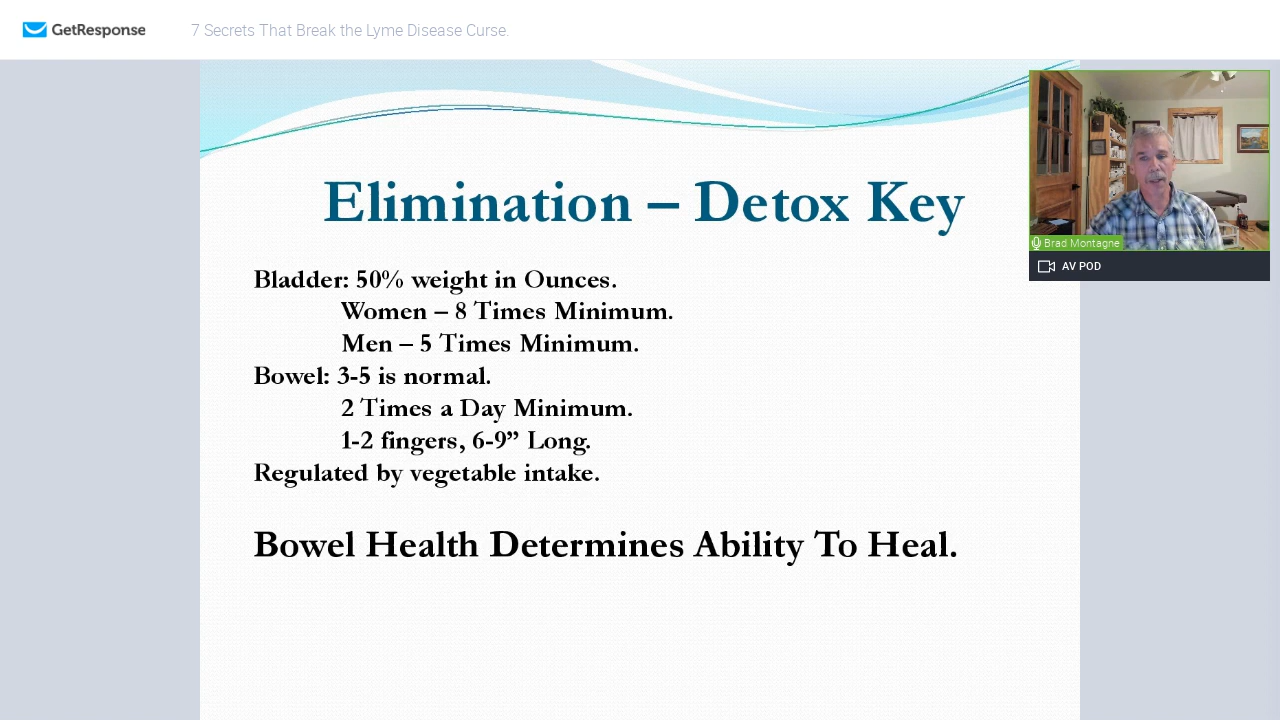 GetResponse
7 Secrets That Break the Lyme Disease Curse.
Elimination – Detox Key
Bladder: 50% weight in Ounces.
Women – 8 Times Minimum.
Men – 5 Times Minimum.
Bowel: 3-5 is normal.
2 Times a Day Minimum.
1-2 fingers, 6-9” Long.
Regulated by vegetable intake.
Bowel Health Determines Ability To Heal.
Brad Montagne
AV POD